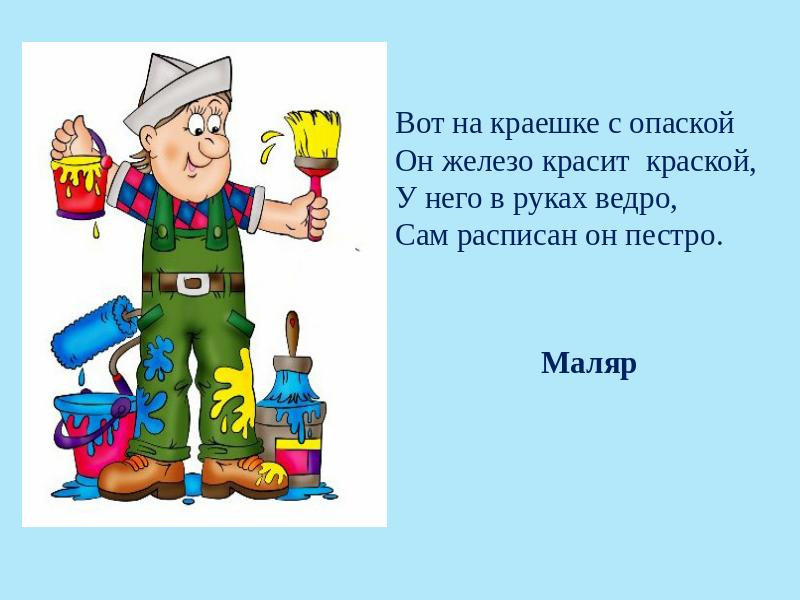 Вот на краешке с опаской
Он железо красит краской,
У него в руках ведро,
Сам расписан он пестро.
Маляр